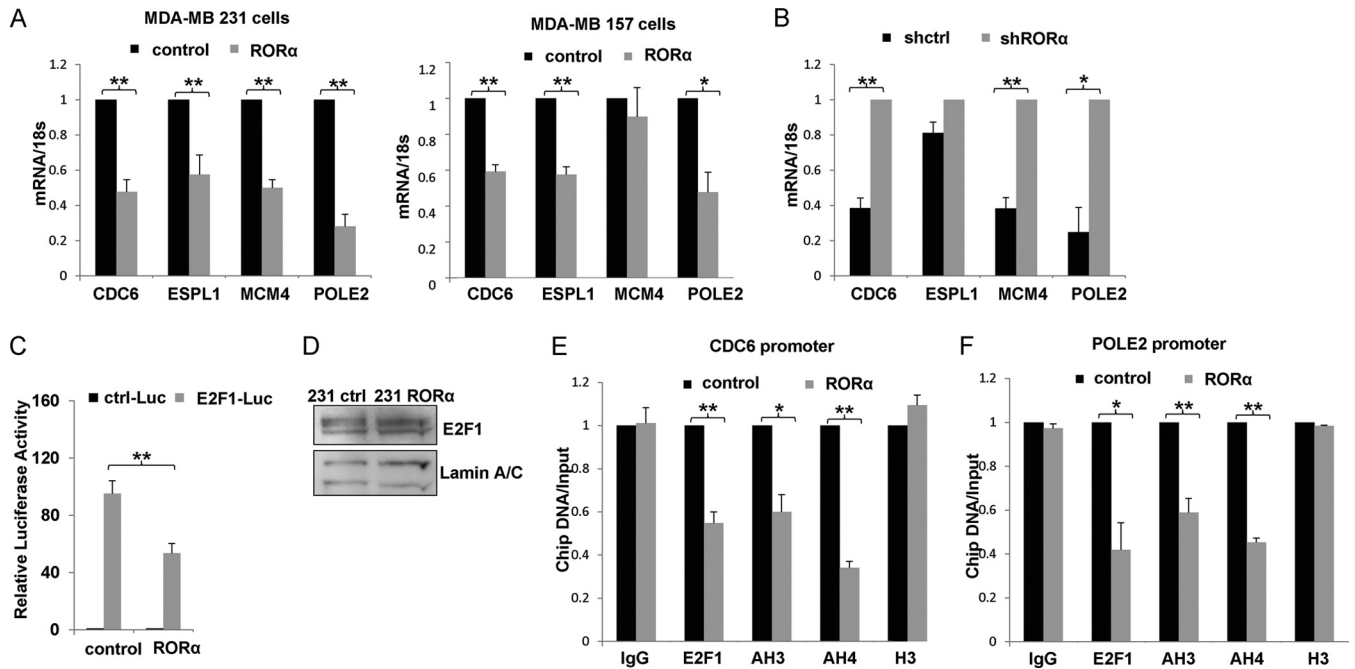 A
MDA-MB 231 cells
control RORα
mRNA/18s
** ** ** **
1
0.8
0.6
0.4
0.2
0
CDC6 ESPL1 MCM4 POLE2
MDA-MB 157 cells
control RORα
mRNA/18s
** ** *
1
0.8
0.6
0.4
0.2
0
CDC6 ESPL1 MCM4 POLE2
B
shctrl shRORα
mRNA/18s
** ** *
1
0.8
0.6
0.4
0.2
0
CDC6 ESPL1 MCM4 POLE2
C
ctrl-Luc E2F1-Luc
Relative Luciferase Activity
160
120
80
40
0
**
control RORα
D
231 ctrl 231 RORα
E2F1
Lamin A/C
E
CDC6 promoter
control RORα
Chip DNA/Input
** * **
1.2
1
0.8
0.6
0.4
0.2
0
IgG E2F1 AH3 AH4 H3
F
POLE2 promoter
control RORα
Chip DNA/Input
* ** **
1.2
1
0.8
0.6
0.4
0.2
0
IgG E2F1 AH3 AH4 H3